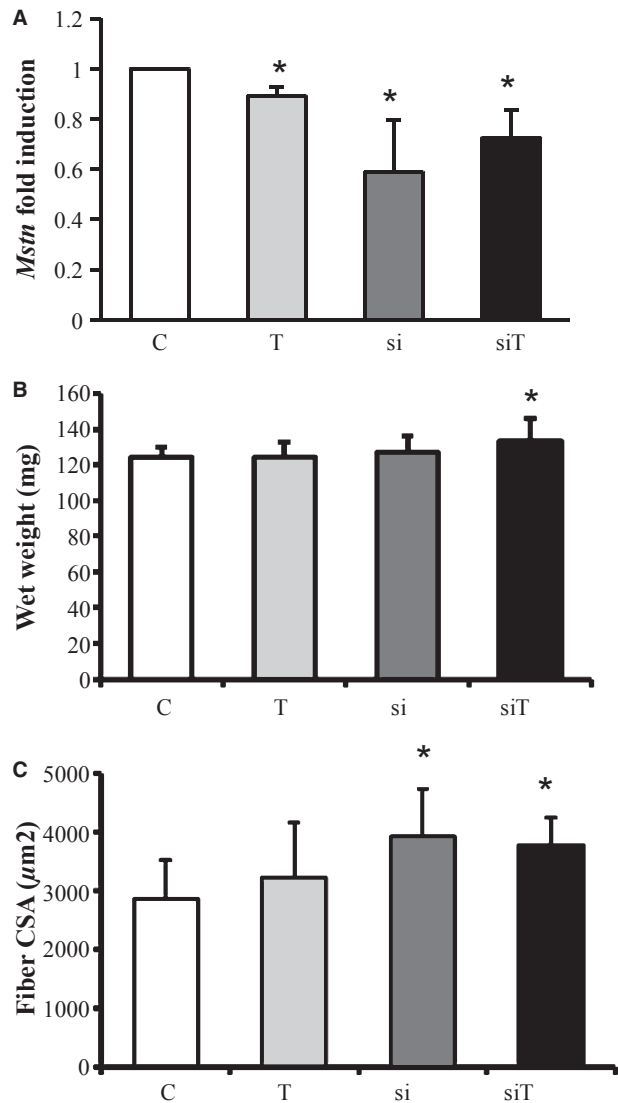 A
Mstn fold induction
1.2
1
0.8
0.6
0.4
0.2
0
* * *
C T si siT
B
Wet weight (mg)
160
140
120
100
80
60
40
20
0
*
C T si siT
C
Fiber CSA (µm2)
5000
4000
3000
2000
1000
0
* *
C T si siT